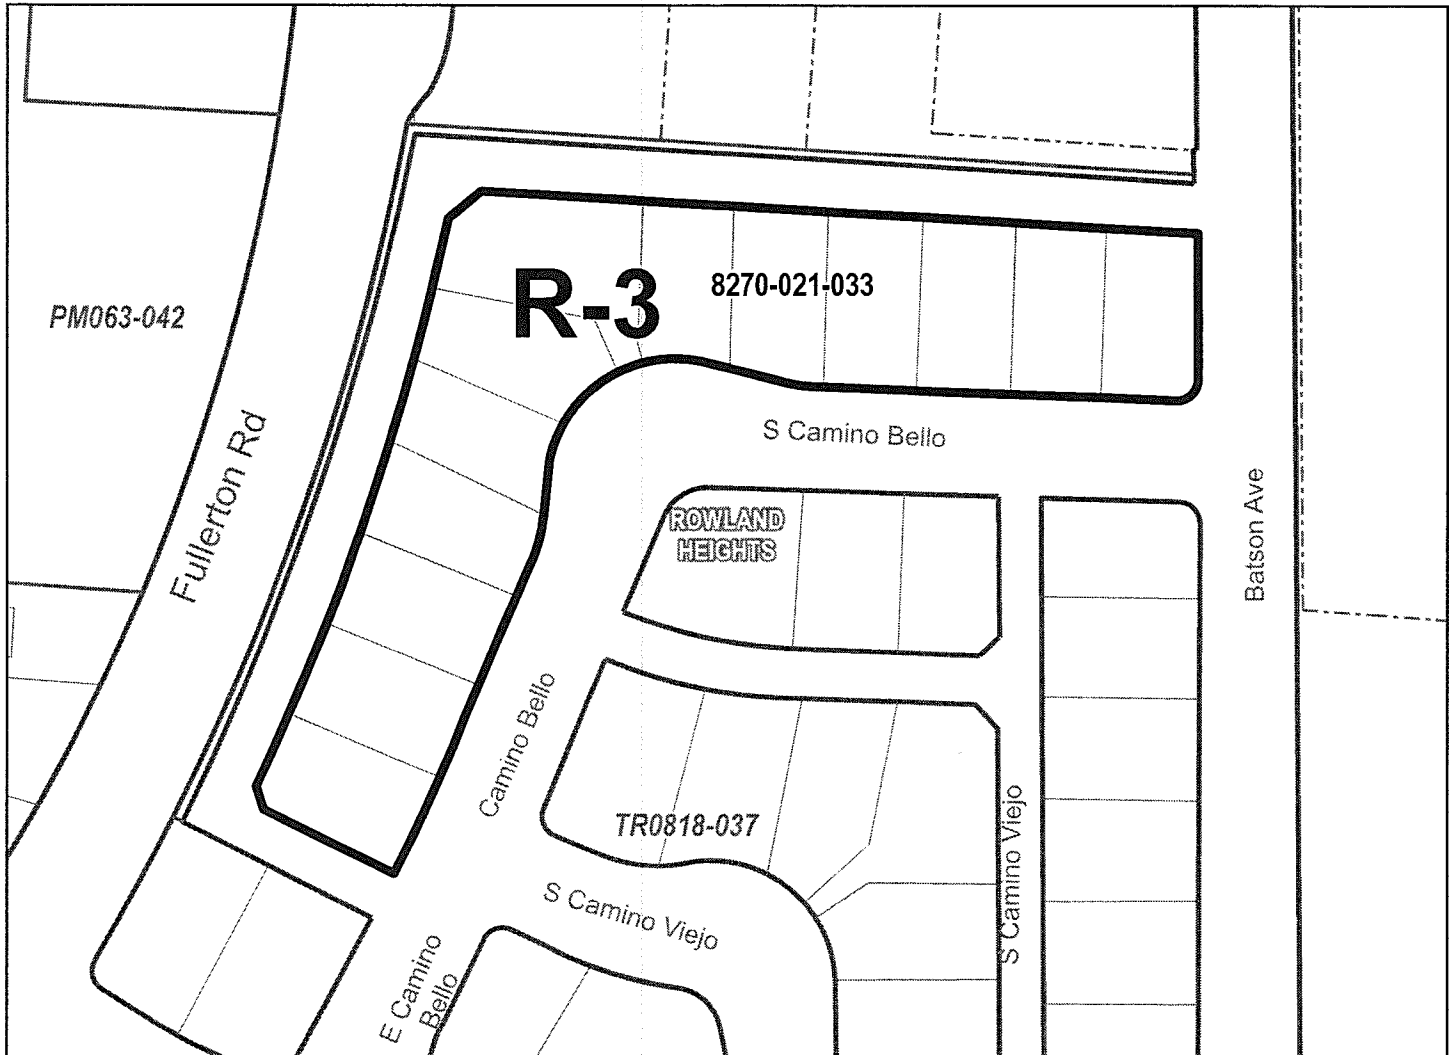 R-3
8270-021-033
PM063-042
Fullerton Rd
S Camino Bello
ROWLAND
HEIGHTS
Batson Ave
Camino Bello
TR0818-037
S Camino Viejo
S Camino Viejo
E Camino
Bello